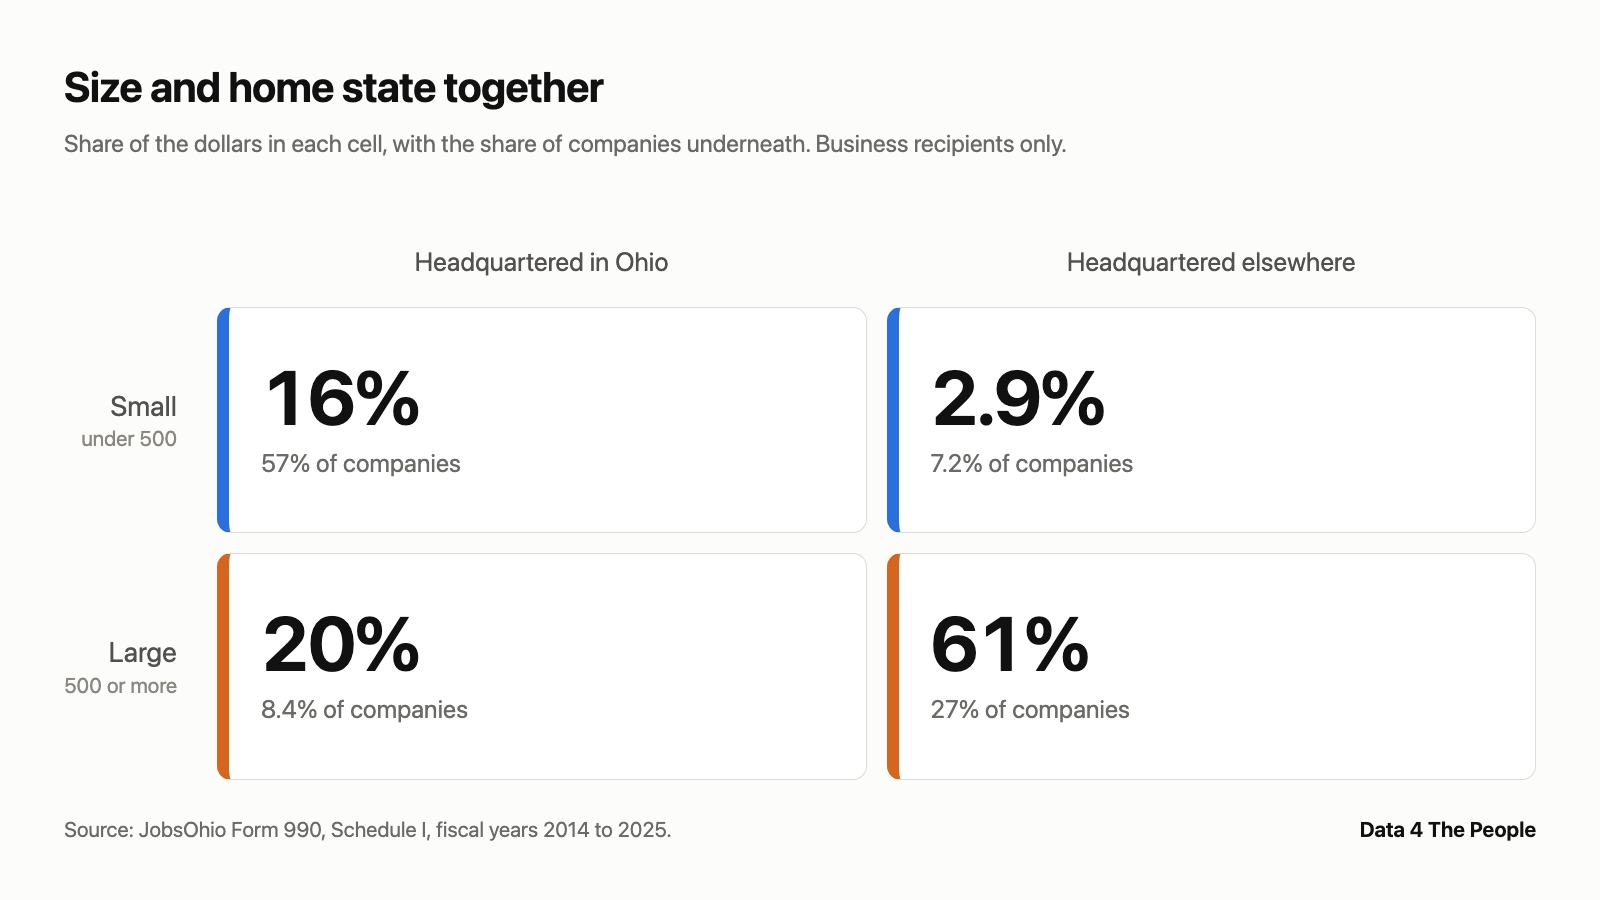 Size and home state together
Share of the dollars in each cell, with the share of companies underneath. Business recipients only.
Headquartered in Ohio
Headquartered elsewhere
Small
under 500
16%
57% of companies
2.9%
7.2% of companies
Large
500 or more
20%
8.4% of companies
61%
27% of companies
Source: JobsOhio Form 990, Schedule I, fiscal years 2014 to 2025.
Data 4 The People